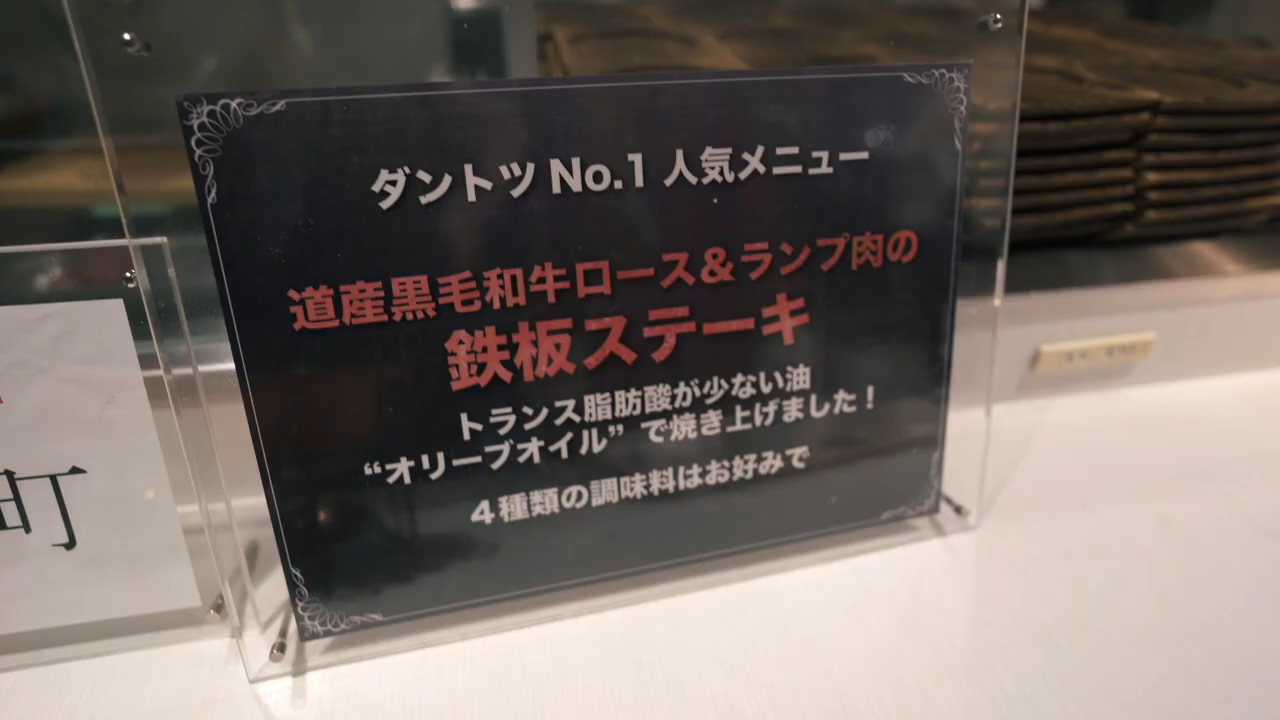 ダントツ No.1 人気メニュー
道産黒毛和牛ロース&ランプ肉の
鉄板ステーキ
トランス脂肪酸が少ない油
“オリーブオイル” で焼き上げました！
4種類の調味料はお好みで
町